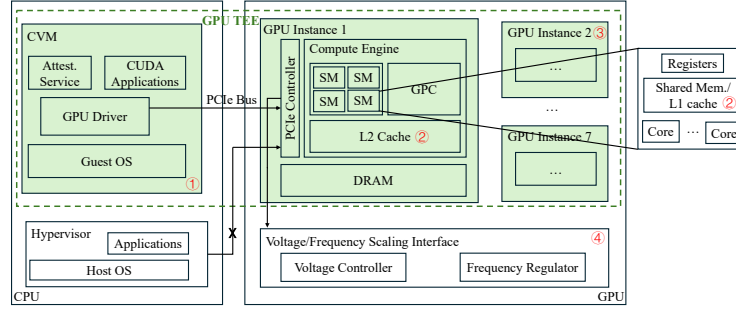 GPU TEE
CVM
Attest.
Service
CUDA
Applications
GPU Driver
Guest OS
①
PCIe Bus
Hypervisor
Applications
Host OS
CPU
X
GPU Instance 1
PCIe Controller
Compute Engine
SM
SM
SM
SM
GPC
L2 Cache ②
DRAM
GPU Instance 2 ③
…
…
GPU Instance 7
…
Registers
Shared Mem./
L1 cache ②
Core … Core
Voltage/Frequency Scaling Interface
④
Voltage Controller
Frequency Regulator
GPU